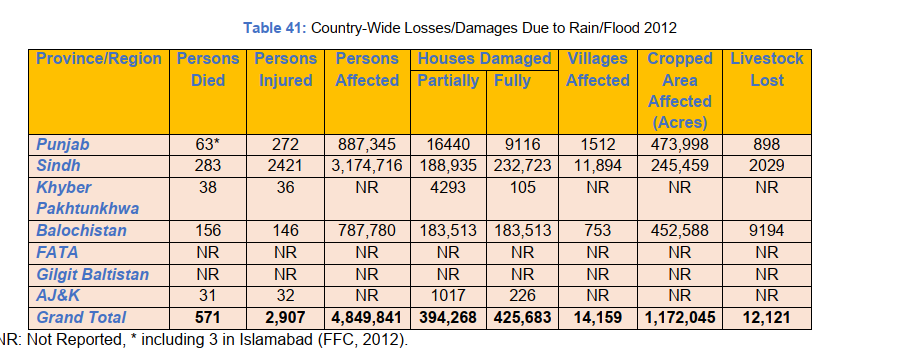 Table 41: Country-Wide Losses/Damages Due to Rain/Flood 2012
Province/Region Persons Persons Persons Houses Damaged Villages Cropped Livestock
Died Injured Affected Partially Fully Affected Area Lost
Affected
(Acres)
Punjab 63* 272 887,345 16440 9116 1512 473,998 898
Sindh 283 2421 3,174,716 188,935 232,723 11,894 245,459 2029
Khyber 38 36 NR 4293 105 NR NR NR
Pakhtunkhwa
Balochistan 156 146 787,780 183,513 183,513 753 452,588 9194
FATA NR NR NR NR NR NR NR NR
Gilgit Baltistan NR NR NR NR NR NR NR NR
AJ&K 31 32 NR 1017 226 NR NR NR
Grand Total 571 2,907 4,849,841 394,268 425,683 14,159 1,172,045 12,121
NR: Not Reported, * including 3 in Islamabad (FFC, 2012).